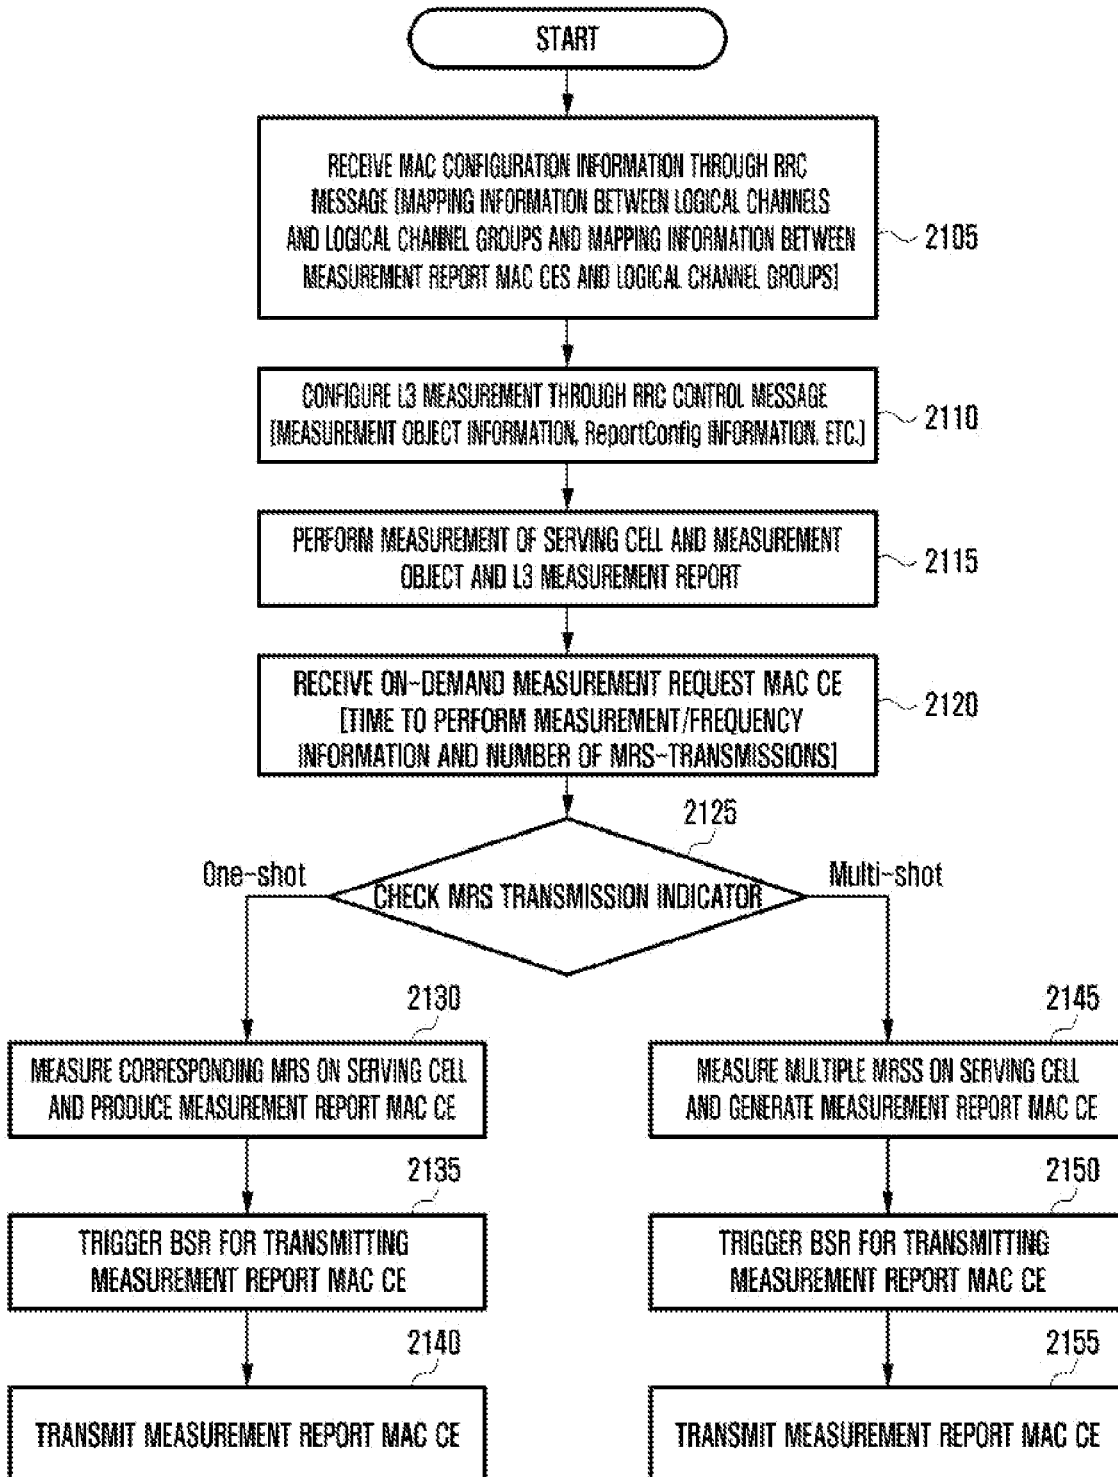 START
RECEIVE MAC CONFIGURATION INFORMATION THROUGH RRC
MESSAGE [MAPPING INFORMATION BETWEEN LOGICAL CHANNELS
AND LOGICAL CHANNEL GROUPS AND MAPPING INFORMATION BETWEEN
MEASUREMENT REPORT MAC CES AND LOGICAL CHANNEL GROUPS]
2105
CONFIGURE L3 MEASUREMENT THROUGH RRC CONTROL MESSAGE
[MEASUREMENT OBJECT INFORMATION, ReportConfig INFORMATION, ETC.]
2110
PERFORM MEASUREMENT OF SERVING CELL AND MEASUREMENT
OBJECT AND L3 MEASUREMENT REPORT
2115
RECEIVE ON-DEMAND MEASUREMENT REQUEST MAC CE
[TIME TO PERFORM MEASUREMENT/FREQUENCY
INFORMATION AND NUMBER OF MRS-TRANSMISSIONS]
2120
2125
One-shot
CHECK MRS TRANSMISSION INDICATOR
Multi-shot
2130
MEASURE CORRESPONDING MRS ON SERVING CELL
AND PRODUCE MEASUREMENT REPORT MAC CE
2135
TRIGGER BSR FOR TRANSMITTING
MEASUREMENT REPORT MAC CE
2140
TRANSMIT MEASUREMENT REPORT MAC CE
2145
MEASURE MULTIPLE MRSS ON SERVING CELL
AND GENERATE MEASUREMENT REPORT MAC CE
2150
TRIGGER BSR FOR TRANSMITTING
MEASUREMENT REPORT MAC CE
2155
TRANSMIT MEASUREMENT REPORT MAC CE